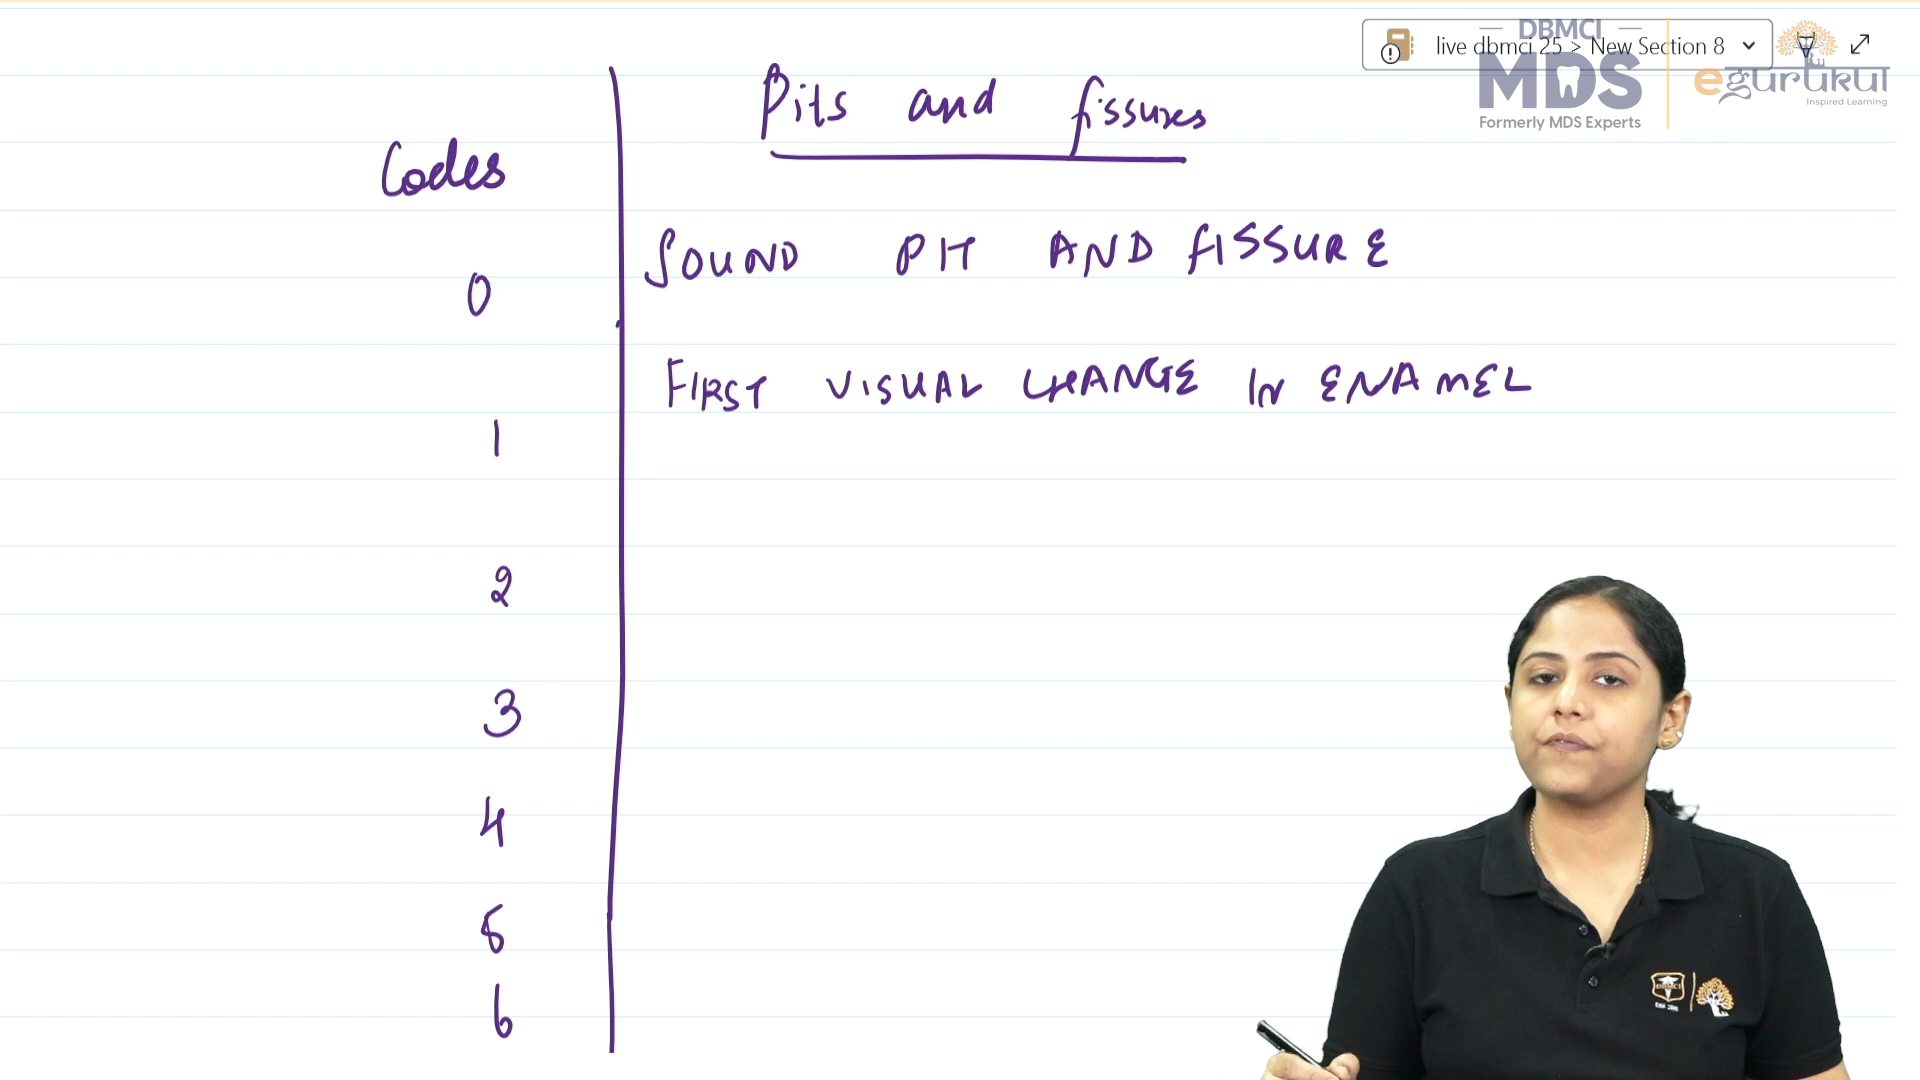 DBMCI
MDS
Formerly MDS Experts
live dbmci 25 > New Section 8
egurukul
Inspired Learning
Pits and fissures
Codes
SOUND PIT AND FISSURE
0
FIRST VISUAL CHANGE IN ENAMEL
1
2
3
4
5
6
DBMCI